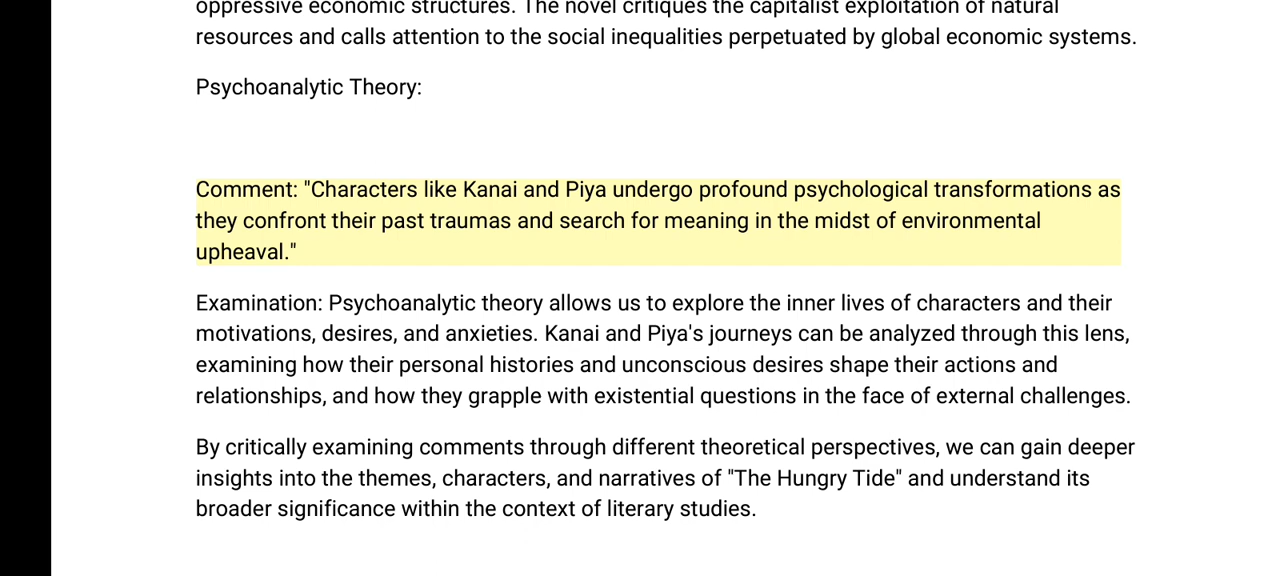 oppressive economic structures. The novel critiques the capitalist exploitation of natural
resources and calls attention to the social inequalities perpetuated by global economic systems.
Psychoanalytic Theory:
Comment: "Characters like Kanai and Piya undergo profound psychological transformations as
they confront their past traumas and search for meaning in the midst of environmental
upheaval."
Examination: Psychoanalytic theory allows us to explore the inner lives of characters and their
motivations, desires, and anxieties. Kanai and Piya's journeys can be analyzed through this lens,
examining how their personal histories and unconscious desires shape their actions and
relationships, and how they grapple with existential questions in the face of external challenges.
By critically examining comments through different theoretical perspectives, we can gain deeper
insights into the themes, characters, and narratives of "The Hungry Tide" and understand its
broader significance within the context of literary studies.